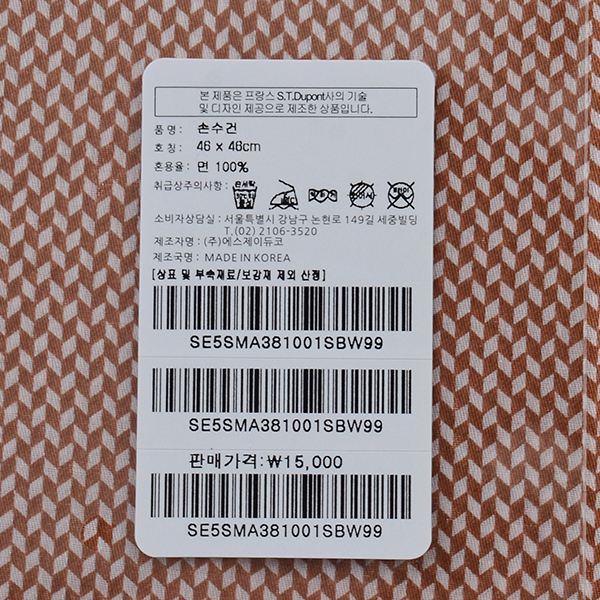 본 제품은 프랑스 S.T.Dupont사의 기술
및 디자인 제공으로 제조한 상품입니다.
품 명 : 손수건
호 칭 : 46 x 46cm
혼용율 : 면 100%
취급상주의사항 :
소비자상담실 : 서울특별시 강남구 논현로 149길 세중빌딩
T.(02) 2106-3520
제조자명 : (주)에스제이듀코
제조국명 : MADE IN KOREA
[상표 및 부속재료/보강재 제외 산정]
SE5SMA381001SBW99
SE5SMA381001SBW99
판매가격:₩15,000
SE5SMA381001SBW99